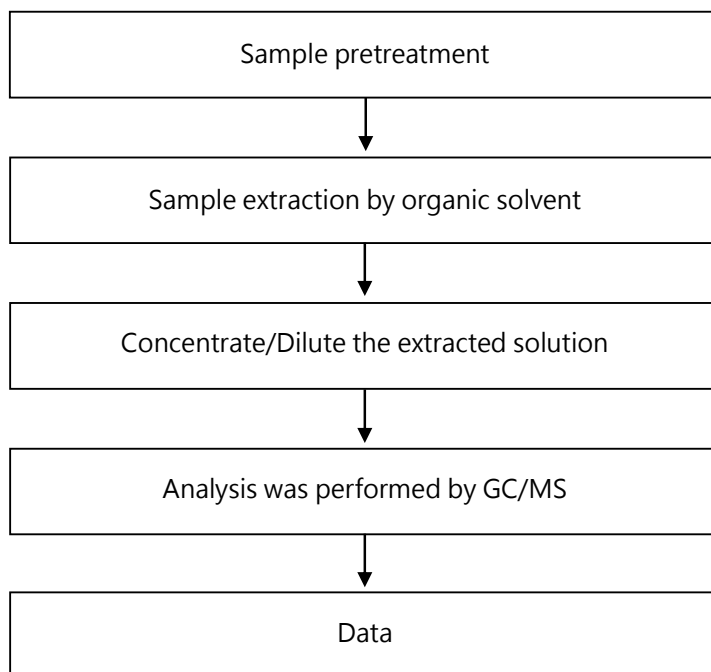 Sample pretreatment
Sample extraction by organic solvent
Concentrate/Dilute the extracted solution
Analysis was performed by GC/MS
Data